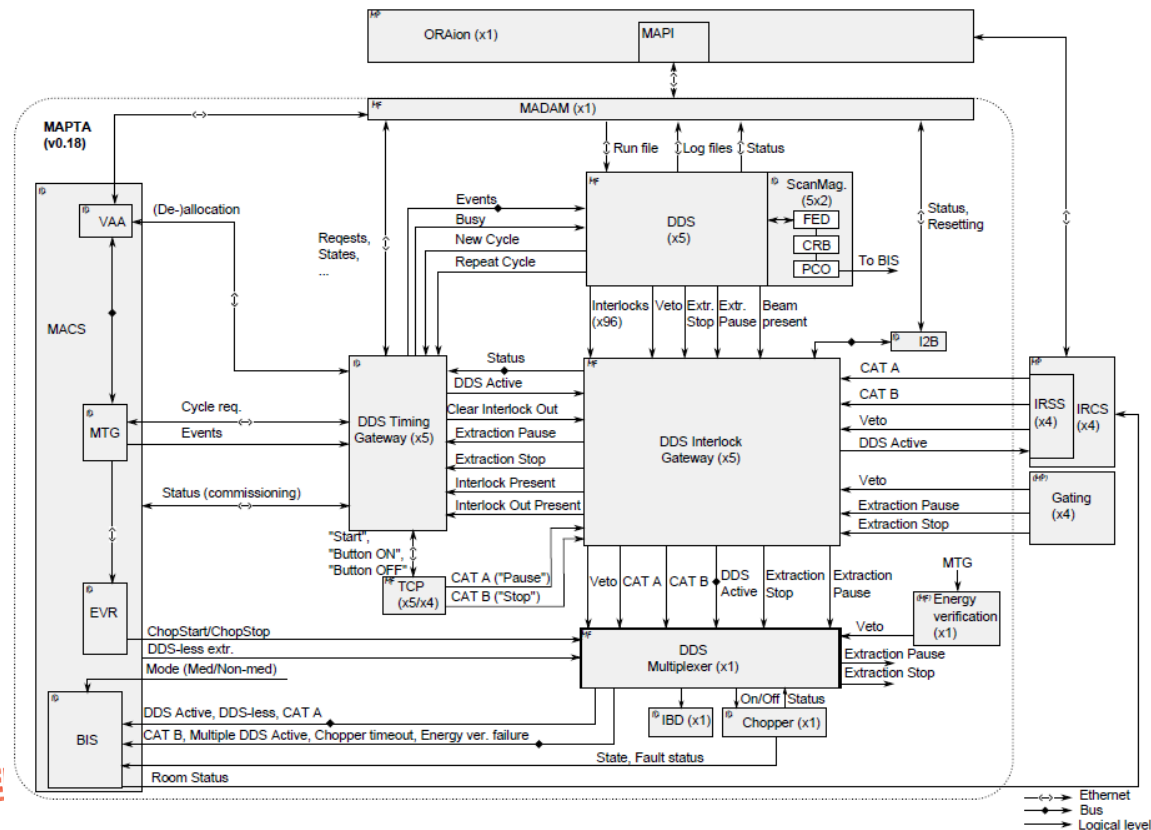 ORAion (x1)
MAPI
MADAM (x1)
MAPTA
(v0.18)
Run file
Log files
Status
ScanMag.
(5x2)
FED
CRB
PCO
To BIS
DDS
(x5)
Events
Busy
New Cycle
Repeat Cycle
VAA
(De-)allocation
Reqests,
States,
...
Status,
Resetting
Interlocks
(x96)
Veto
Extr.
Stop
Extr.
Pause
Beam
present
MACS
I2B
Status
DDS Active
Clear Interlock Out
Extraction Pause
Extraction Stop
Interlock Present
Interlock Out Present
DDS Timing
Gateway (x5)
DDS Interlock
Gateway (x5)
CAT A
CAT B
Veto
DDS Active
IRSS
(x4)
IRCS
(x4)
MTG
Cycle req.
Events
Status (commissioning)
Veto
Extraction Pause
Extraction Stop
Gating
(x4)
"Start",
"Button ON",
"Button OFF"
TCP
(x5/x4)
CAT A ("Pause")
CAT B ("Stop")
Veto
CAT A
CAT B
DDS
Active
Extraction
Stop
Extraction
Pause
MTG
Energy
verification
(x1)
Veto
EVR
ChopStart/ChopStop
DDS-less extr.
Mode (Med/Non-med)
DDS
Multiplexer (x1)
Extraction Pause
Extraction Stop
On/Off
Status
IBD (x1)
Chopper (x1)
BIS
DDS Active, DDS-less, CAT A
CAT B, Multiple DDS Active, Chopper timeout, Energy ver. failure
State, Fault status
Room Status
Ethernet
Bus
Logical level